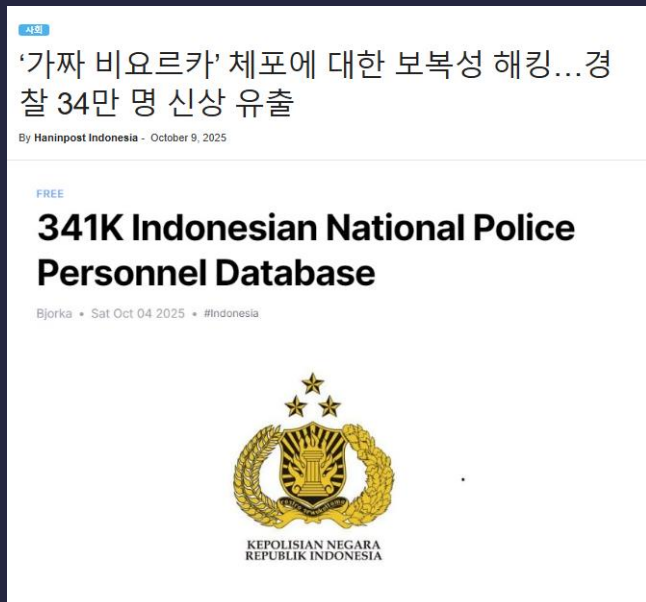 사회
‘가짜 비요르카’ 체포에 대한 보복성 해킹…경
찰 34만 명 신상 유출
By Haninpost Indonesia - October 9, 2025
FREE
341K Indonesian National Police
Personnel Database
Bjorka • Sat Oct 04 2025 • #Indonesia
KEPOLISIAN NEGARA
REPUBLIK INDONESIA